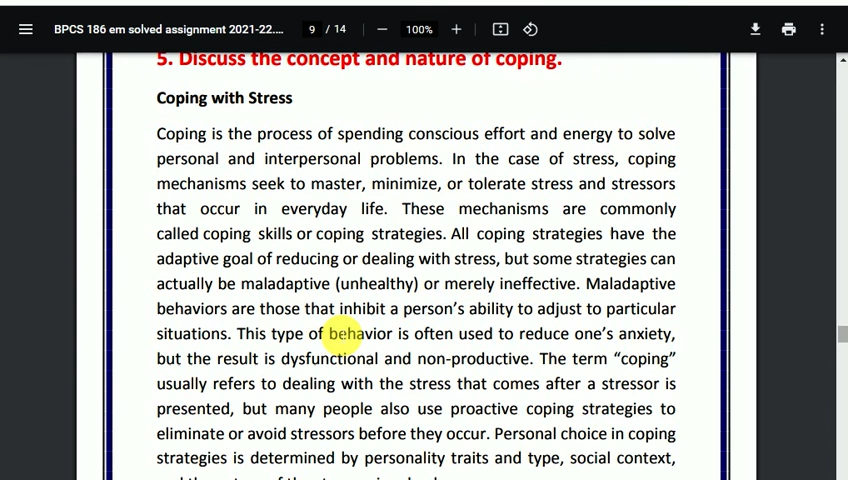 BPCS 186 em solved assignment 2021-22.... 9 / 14 100%
5. Discuss the concept and nature of coping.
Coping with Stress
Coping is the process of spending conscious effort and energy to solve
personal and interpersonal problems. In the case of stress, coping
mechanisms seek to master, minimize, or tolerate stress and stressors
that occur in everyday life. These mechanisms are commonly
called coping skills or coping strategies. All coping strategies have the
adaptive goal of reducing or dealing with stress, but some strategies can
actually be maladaptive (unhealthy) or merely ineffective. Maladaptive
behaviors are those that inhibit a person's ability to adjust to particular
situations. This type of behavior is often used to reduce one's anxiety,
but the result is dysfunctional and non-productive. The term “coping”
usually refers to dealing with the stress that comes after a stressor is
presented, but many people also use proactive coping strategies to
eliminate or avoid stressors before they occur. Personal choice in coping
strategies is determined by personality traits and type, social context,